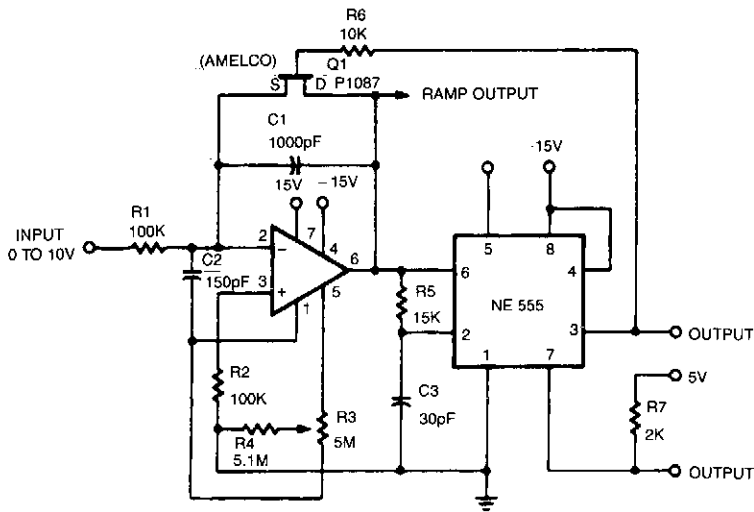 R6
10K
(AMELCO)
Q1
S
D
P1087
RAMP OUTPUT
C1
1000pF
15V
-15V
15V
INPUT
0 TO 10V
R1
100K
2
-
7
4
3
+
6
5
1
C2
150pF
R5
15K
5
8
6
4
NE 555
2
3
1
7
OUTPUT
5V
R2
100K
R3
5M
R4
5.1M
C3
30pF
R7
2K
OUTPUT